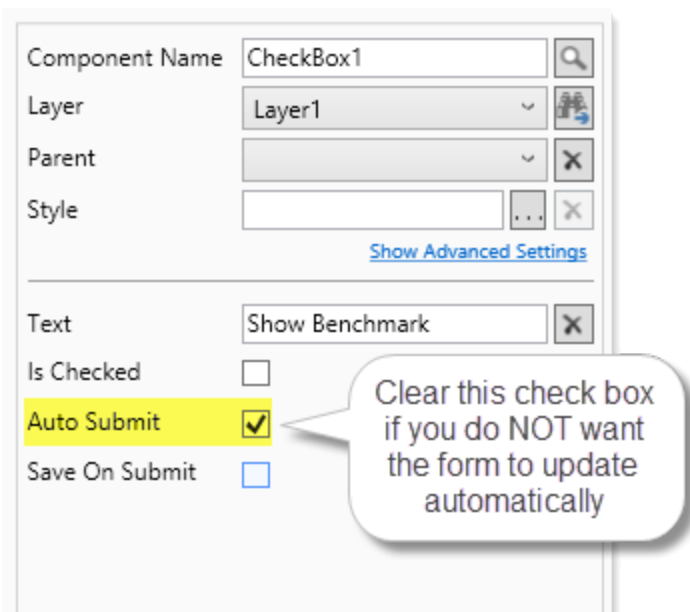 Component Name CheckBox1
Layer Layer1
Parent
Style ...
Show Advanced Settings
Text Show Benchmark
Is Checked
Auto Submit
Save On Submit
Clear this check box
if you do NOT want
the form to update
automatically